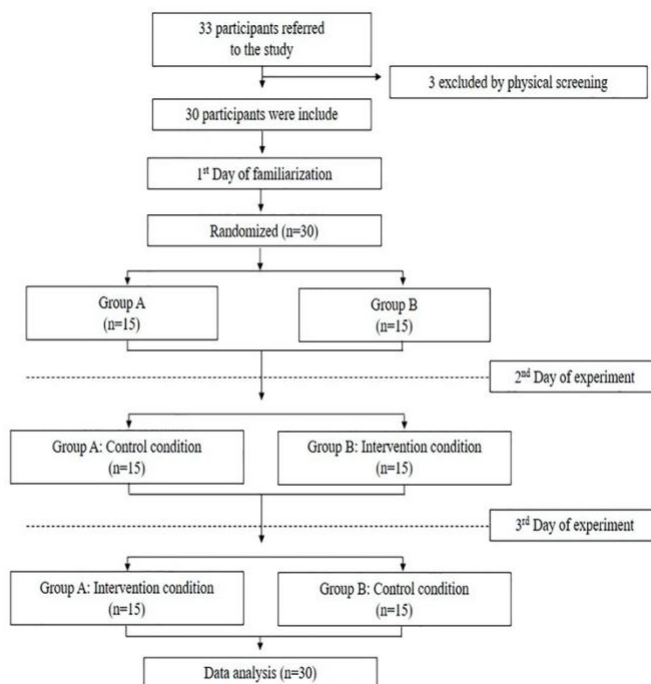 33 participants referred
to the study
3 excluded by physical screening
30 participants were include
1st Day of familiarization
Randomized (n=30)
Group A
(n=15)
Group B
(n=15)
2nd Day of experiment
Group A: Control condition
(n=15)
Group B: Intervention condition
(n=15)
3rd Day of experiment
Group A: Intervention condition
(n=15)
Group B: Control condition
(n=15)
Data analysis (n=30)